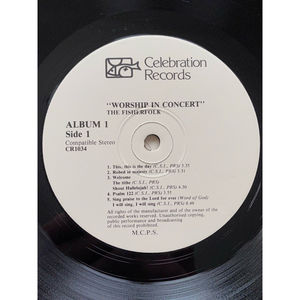 Celebration
Records
"WORSHIP IN CONCERT"
THE FISHERFOLK
ALBUM 1
Side 1
Compatible Stereo
CR1034
1 This, this is the day (C.S.I., PRS) 3.35
2 Robed in majesty (C.S.I., PRS) 3.31
3 Welcome
The tithe (C.S.I., PRS)
Shout Hallelujah! (C.S.I., PRS) 6.30
4 Psalm 122 (C.S.I., PRS) 3.55
5 Sing praise to the Lord for ever (Word of God)
I will sing, I will sing (C.S.I., PRS) 6.46
All rights of the manufacturer and of the owner of the
recorded works reserved. Unauthorised copying,
public performance and broadcasting
of this record prohibited.
M.C.P.S.